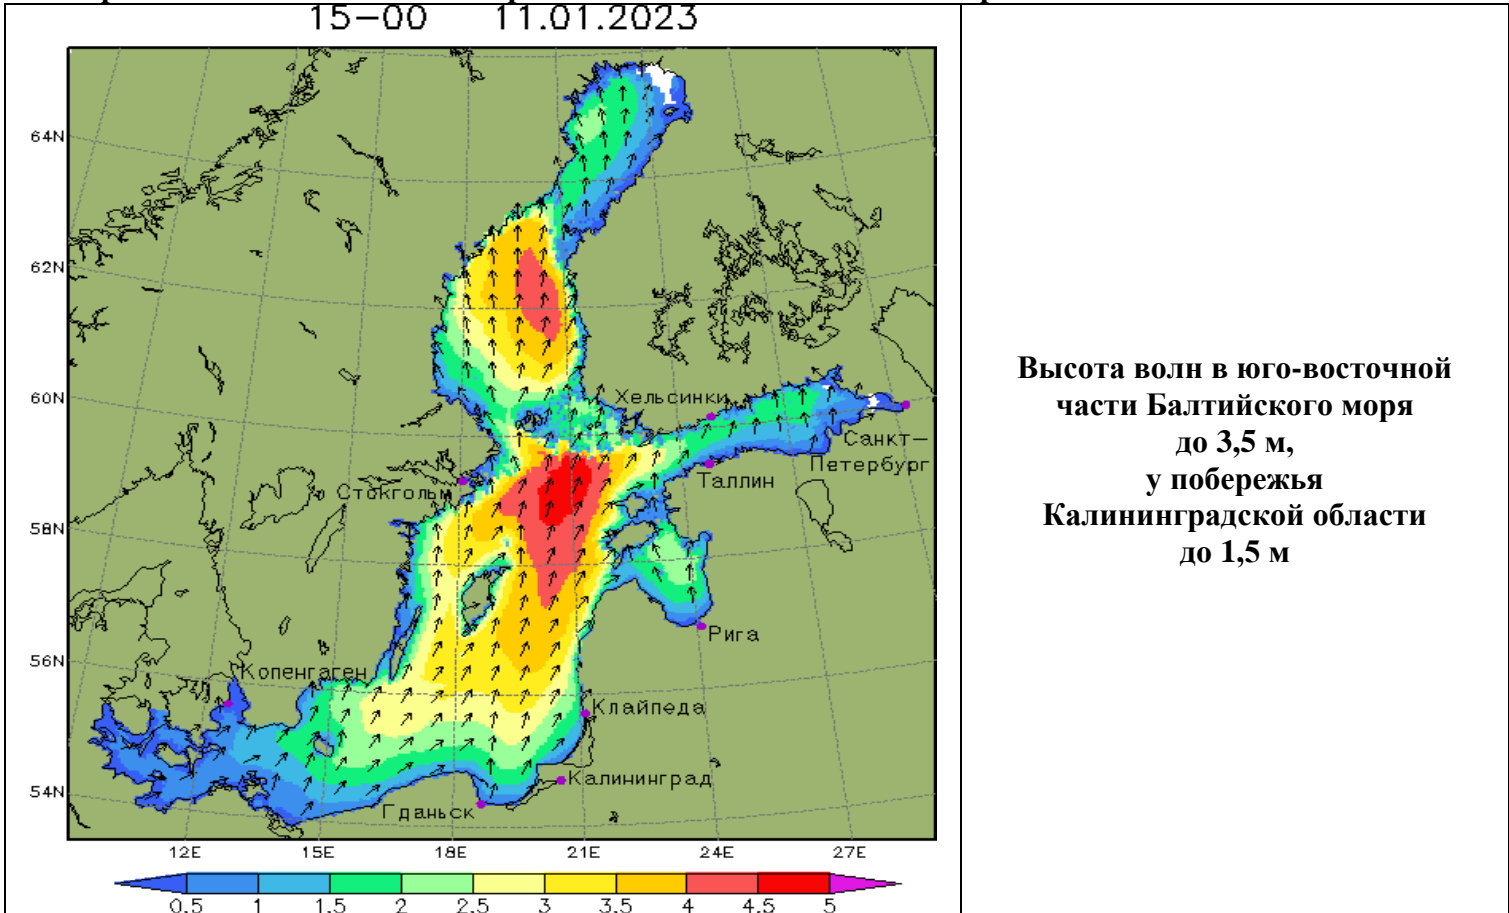 15-00 11.01.2023
64N
62N
60N
58N
56N
54N
12E 15E 18E 21E 24E 27E
Хельсинки
Санкт-
Петербург
Таллин
Стокгольм
Рига
Копенгаген
Клайпеда
Калининград
Гданьск
0,5 1 1,5 2 2,5 3 3,5 4 4,5 5
Высота волн в юго-восточной
части Балтийского моря
до 3,5 м,
у побережья
Калининградской области
до 1,5 м